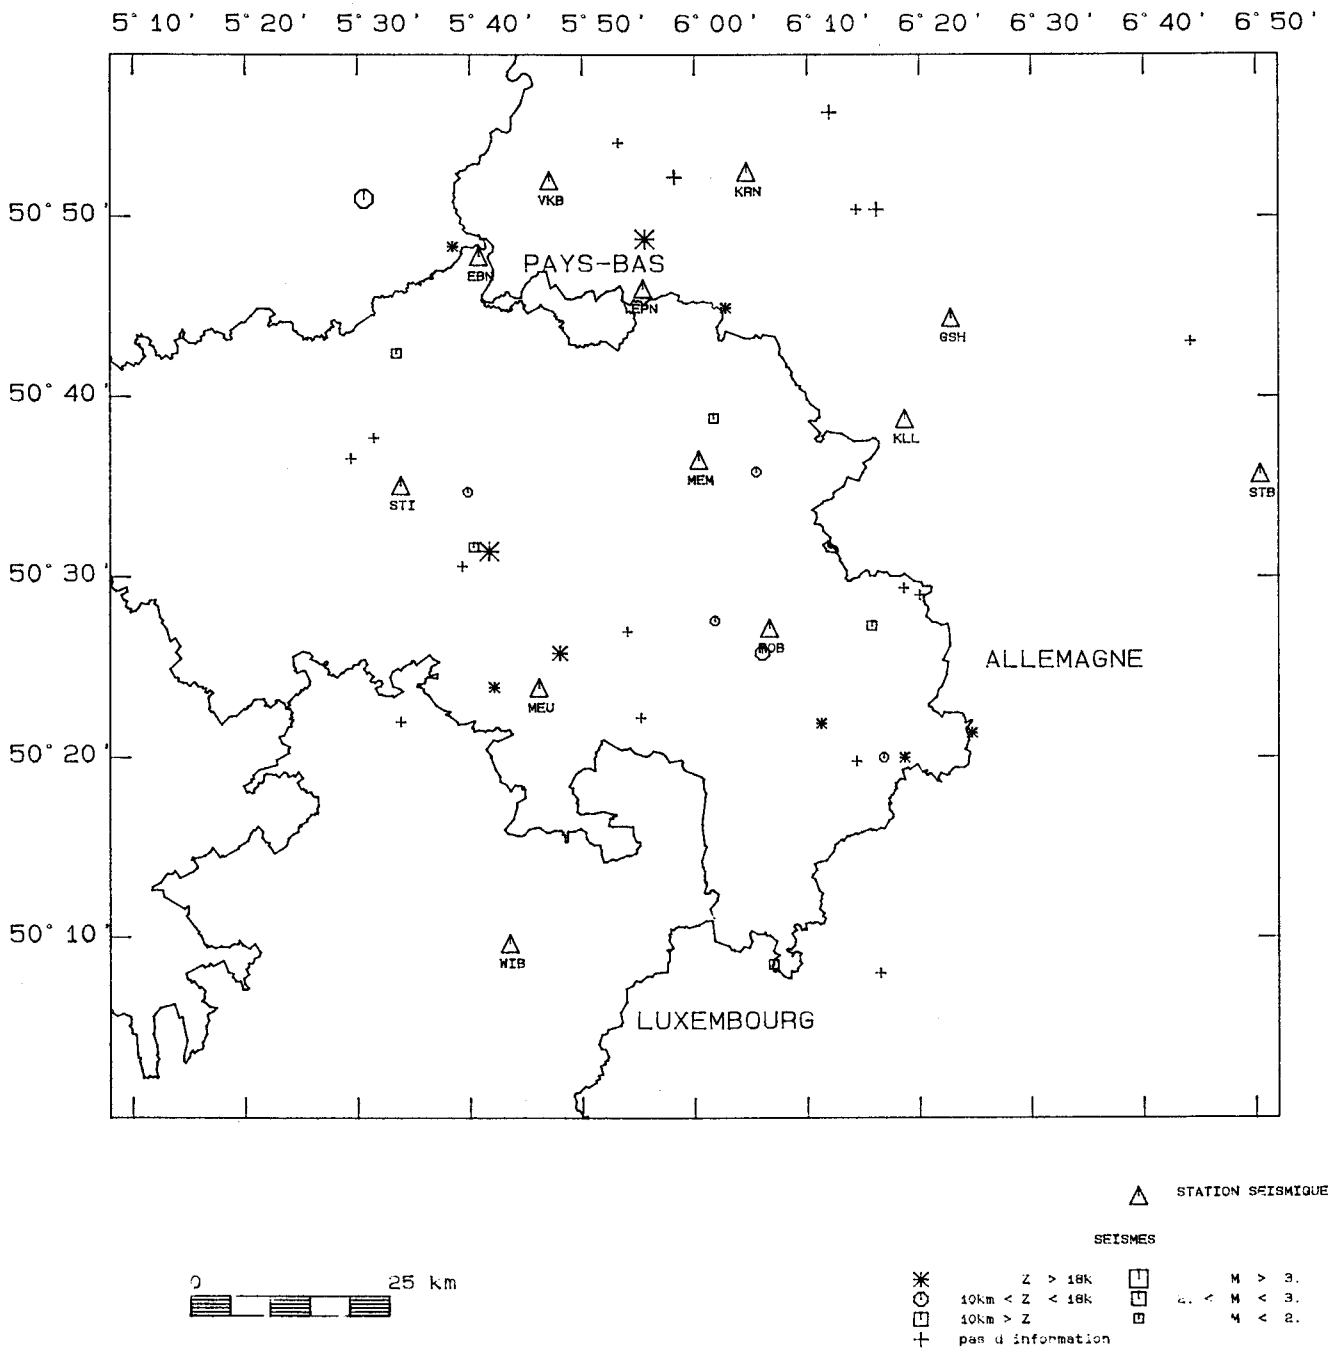 5° 10' 5° 20' 5° 30' 5° 40' 5° 50' 6° 00' 6° 10' 6° 20' 6° 30' 6° 40' 6° 50'
KRN
VKB
50° 50'
PAYS-BAS
EBN
EPN
GSH
50° 40'
KLL
MEM
STB
STI
50° 30'
ALLEMAGNE
MEU
50° 20'
50° 10'
WIB
LUXEMBOURG
STATION SEISMIQUE
SEISMES
0 25 km
Z > 18k M > 3.
10km < Z < 18k < M < 3.
10km > Z M < 2.
pas d information